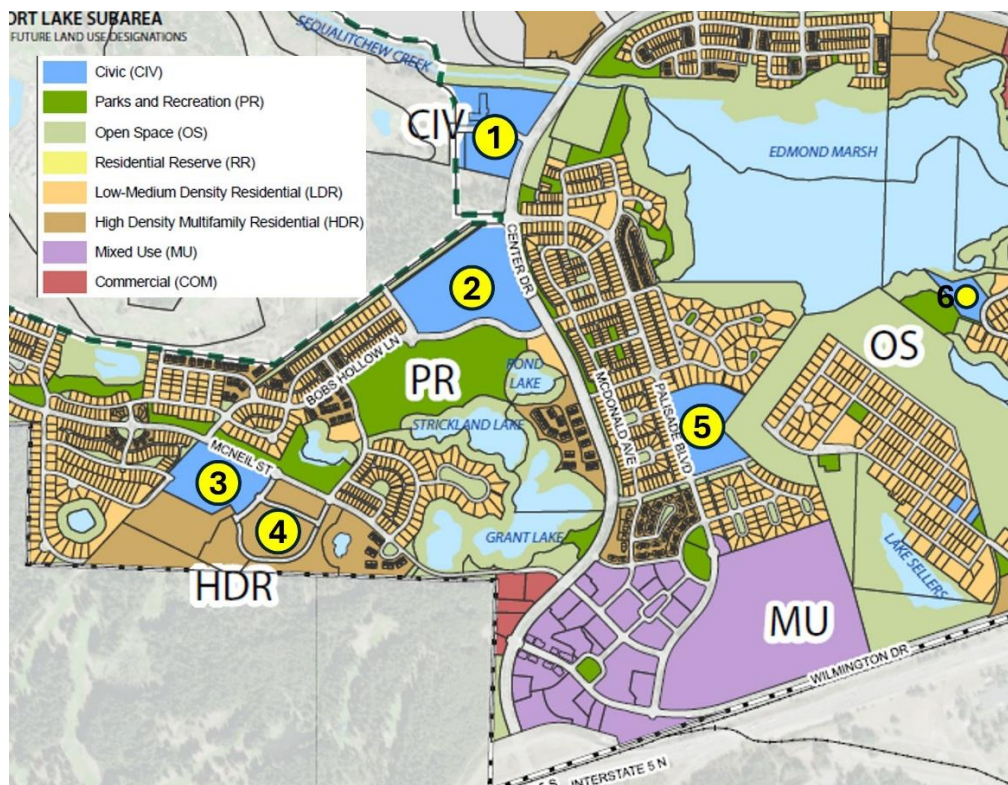 ORT LAKE SUBAREA
FUTURE LAND USE DESIGNATIONS
Civic (CIV)
Parks and Recreation (PR)
Open Space (OS)
Residential Reserve (RR)
Low-Medium Density Residential (LDR)
High Density Multifamily Residential (HDR)
Mixed Use (MU)
Commercial (COM)
SEQUALITCHEW CREEK
CIV
1
EDMOND MARSH
CENTER DR
2
6
OS
BOBS HOLLOW LN
PR
POND
LAKE
MCDONALD AVE
PALISADE BLVD
STRICKLAND LAKE
5
MCNEIL ST
3
4
GRANT LAKE
LAKE SELLERS
HDR
MU
WILMINGTON DR
INTERSTATE 5 N
5 S